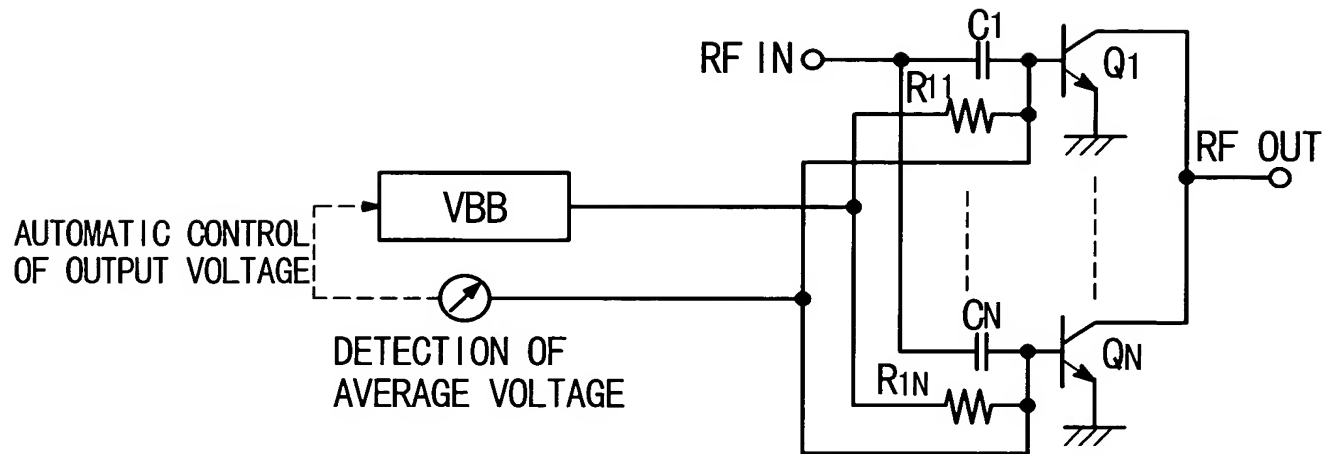 C1
RF IN
Q1
R11
RF OUT
VBB
AUTOMATIC CONTROL
OF OUTPUT VOLTAGE
CN
DETECTION OF
AVERAGE VOLTAGE
R1N
QN